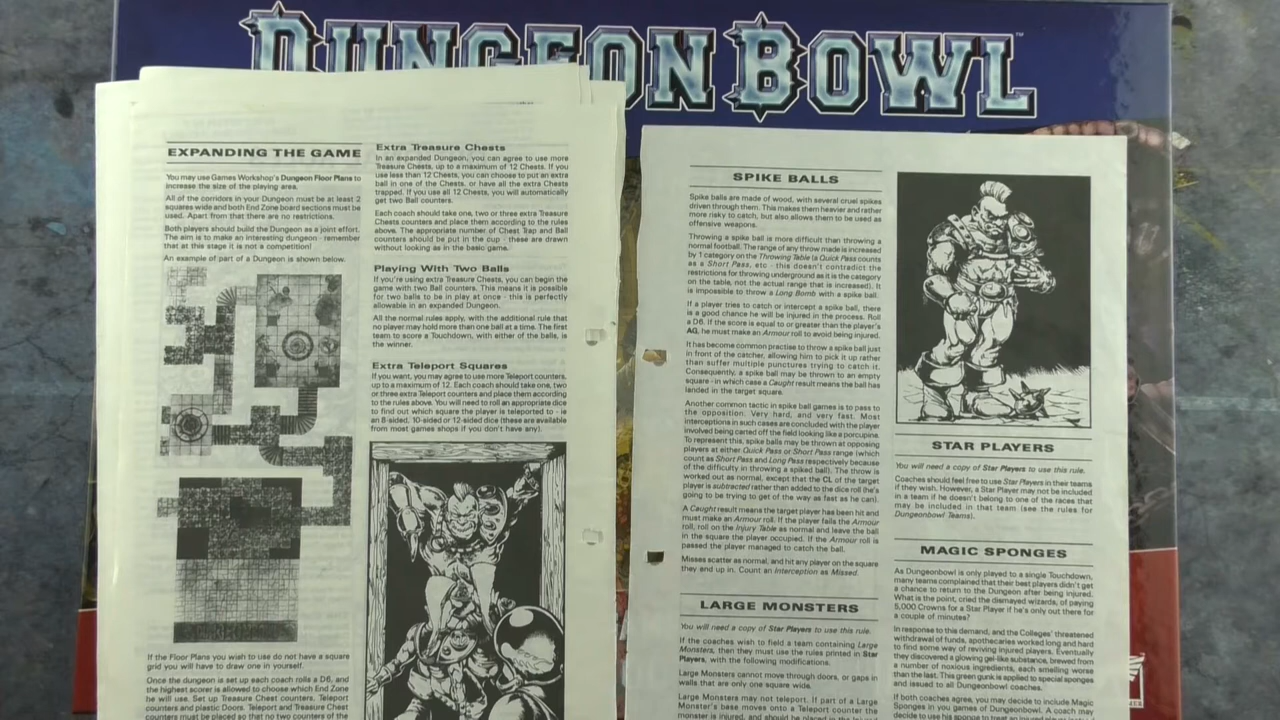 DUNGEON BOWL
EXPANDING THE GAME
You may use Games Workshop's Dungeon Floor Plans to
increase the size of the playing area.
All of the corridors in your Dungeon must be at least 2
squares wide and both End Zone board sections must be
used. Apart from that there are no restrictions.
Both players should build the Dungeon as a joint effort.
The aim is to make an interesting dungeon - remember
that at this stage it is not a competition!
An example of part of a Dungeon is shown below.
If the Floor Plans you wish to use do not have a square
grid you will have to draw one in yourself.
Once the dungeon is set up each coach rolls a D6, and
the highest scorer is allowed to choose which End Zone
he will use. Set up Treasure Chest counters, Teleport
counters and plastic Doors. Teleport and Treasure Chest
counters must be placed so that no two counters of the
Extra Treasure Chests
In an expanded Dungeon, you can agree to use more
Treasure Chests, up to a maximum of 12 Chests. If you
use less than 12 Chests, you can choose to put an extra
ball in one of the Chests, or have all the extra Chests
trapped. If you use all 12 Chests, you will automatically
get two Ball counters.
Each coach should take one, two or three extra Treasure
Chests counters and place them according to the rules
above. The appropriate number of Chest Trap and Ball
counters should be put in the cup - these are drawn
without looking as in the basic game.
Playing With Two Balls
If you're using extra Treasure Chests, you can begin the
game with two Ball counters. This means it is possible
for two balls to be in play at once - this is perfectly
allowable in an expanded Dungeon.
All the normal rules apply, with the additional rule that
no player may hold more than one ball at a time. The first
team to score a Touchdown, with either of the balls, is
the winner.
Extra Teleport Squares
If you want, you may agree to use more Teleport counters,
up to a maximum of 12. Each coach should take one, two
or three extra Teleport counters and place them according
to the rules above. You will need to roll an appropriate dice
to find out which square the player is teleported to - ie
an 8-sided, 10-sided or 12-sided dice (these are available
from most games shops if you don't have any).
SPIKE BALLS
Spike balls are made of wood, with several cruel spikes
driven through them. This makes them heavier and rather
more risky to catch, but also allows them to be used as
offensive weapons.
Throwing a spike ball is more difficult than throwing a
normal football. The range of any throw made is increased
by 1 category on the Throwing Table (a Quick Pass counts
as a Short Pass, etc - this doesn't contradict the
restrictions for throwing underground as it is the category
on the table, not the actual range that is increased). It
is impossible to throw a Long Bomb with a spike ball.
If a player tries to catch or intercept a spike ball, there
is a good chance he will be injured in the process. Roll
a D6. If the score is equal to or greater than the player's
AG, he must make an Armour roll to avoid being injured.
It has become common practise to throw a spike ball just
in front of the catcher, allowing him to pick it up rather
than suffer multiple punctures trying to catch it.
Consequently, a spike ball may be thrown to an empty
square - in which case a Caught result means the ball has
landed in the target square.
Another common tactic in spike ball games is to pass to
the opposition. Very hard, and very fast. Most
interceptions in such cases are concluded with the player
involved being carted off the field looking like a porcupine.
To represent this, spike balls may be thrown at opposing
players at either Quick Pass or Short Pass range (which
count as Short Pass and Long Pass respectively because
of the difficulty in throwing a spiked ball). The throw is
worked out as normal, except that the CL of the target
player is subtracted rather than added to the dice roll (he's
going to be trying to get of the way as fast as he can).
A Caught result means the target player has been hit and
must make an Armour roll. If the player fails the Armour
roll, roll on the Injury Table as normal and leave the ball
in the square the player occupied. If the Armour roll is
passed the player managed to catch the ball.
Misses scatter as normal, and hit any player on the square
they end up in. Count an Interception as Missed.
LARGE MONSTERS
You will need a copy of Star Players to use this rule.
If the coaches wish to field a team containing Large
Monsters, then they must use the rules printed in Star
Players, with the following modifications.
Large Monsters cannot move through doors, or gaps in
walls that are only one square wide.
Large Monsters may not teleport. If part of a Large
Monster's base moves onto a Teleport counter the
monster is injured, and should be placed in the Injured
STAR PLAYERS
You will need a copy of Star Players to use this rule.
Coaches should feel free to use Star Players in their teams
if they wish. However, a Star Player may not be included
in a team if he doesn't belong to one of the races that
may be included in that team (see the rules for
Dungeonbowl Teams).
MAGIC SPONGES
As Dungeonbowl is only played to a single Touchdown,
many teams complained that their best players didn't get
a chance to return to the Dungeon after being injured.
What is the point, cried the dismayed wizards, of paying
5,000 Crowns for a Star Player if he's only out there for
a couple of minutes?
In response to this demand, and the Colleges' threatened
withdrawal of funds, apothecaries worked long and hard
to find some way of reviving injured players. Eventually
they discovered a glowing gel-like substance, brewed from
a number of noxious ingredients, each smelling worse
than the last. This green gunk is applied to special sponges
and issued to all Dungeonbowl coaches.
If both coaches agree, you may decide to include Magic
Sponges in you games of Dungeonbowl. A coach may
decide to use his sponge to treat an injured player